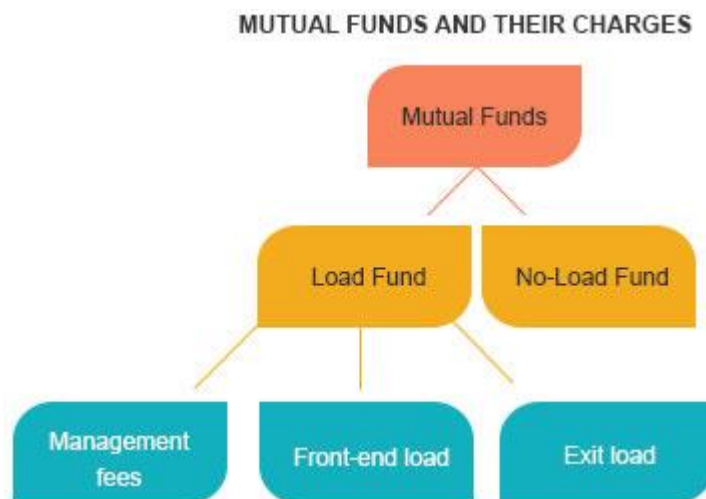 MUTUAL FUNDS AND THEIR CHARGES
Mutual Funds
Load Fund
No-Load Fund
Management
fees
Front-end load
Exit load